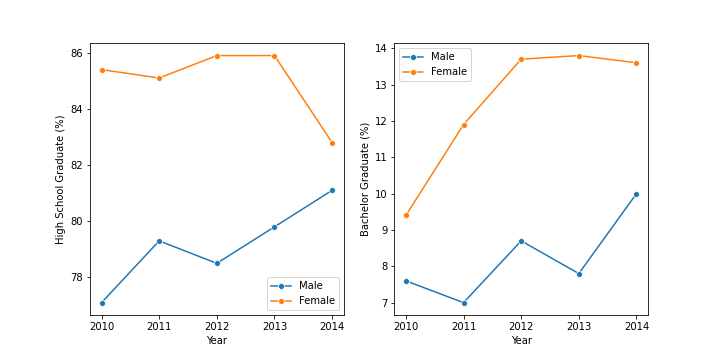 86
84
82
80
78
High School Graduate (%)
Male
Female
2010 2011 2012 2013 2014
Year
14
13
12
11
10
9
8
7
Bachelor Graduate (%)
Male
Female
2010 2011 2012 2013 2014
Year